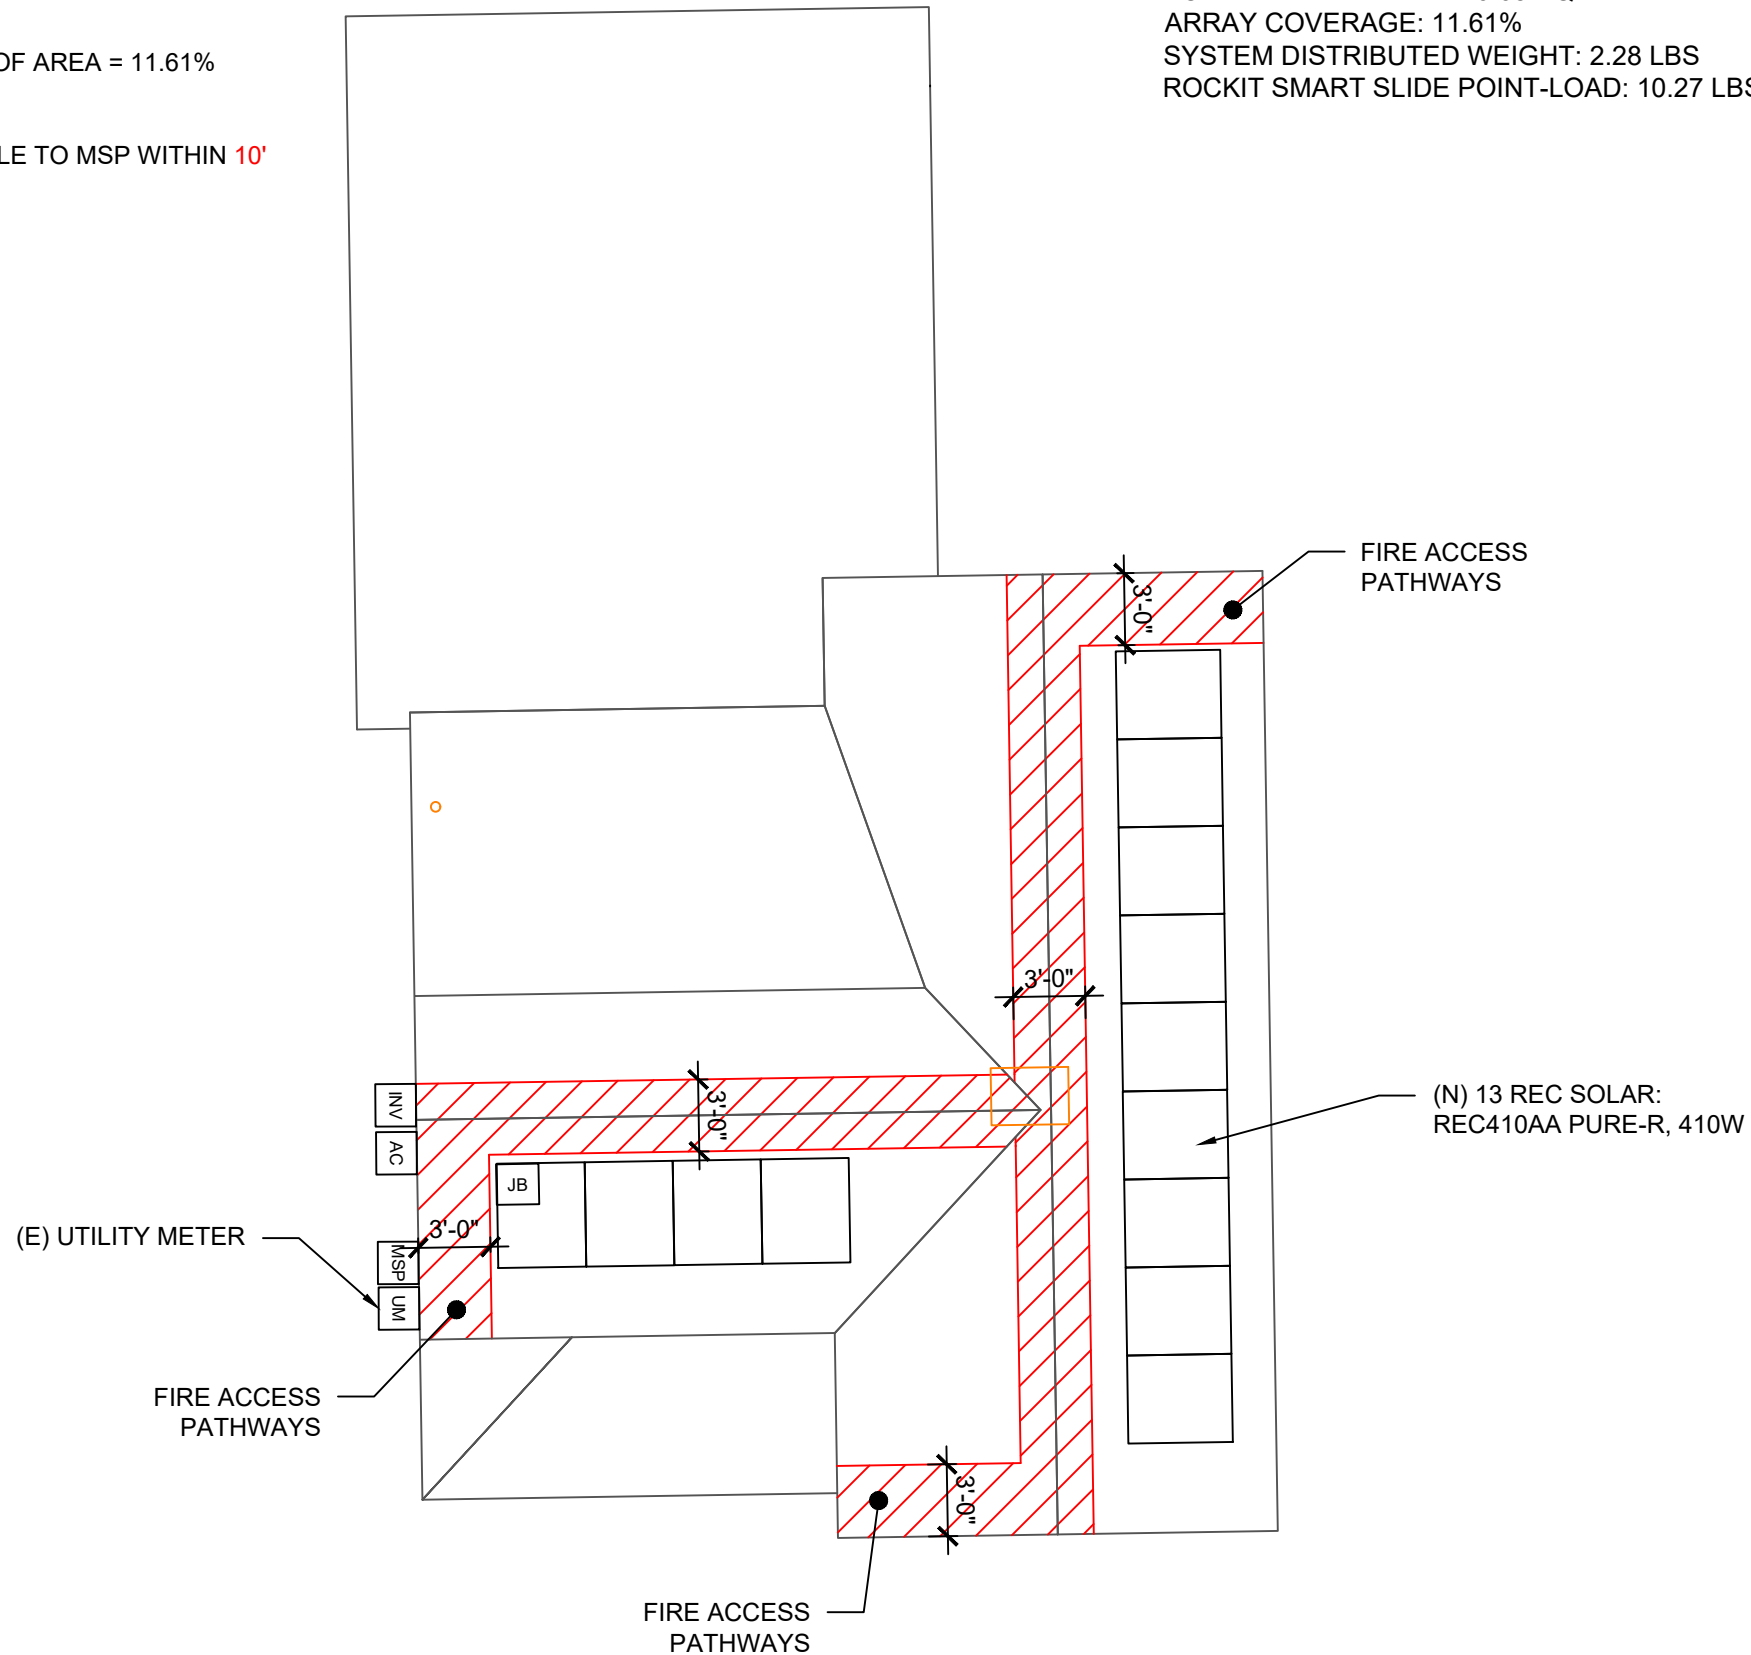 OF AREA = 11.61%
LE TO MSP WITHIN 10'
ARRAY COVERAGE: 11.61%
SYSTEM DISTRIBUTED WEIGHT: 2.28 LBS
ROCKIT SMART SLIDE POINT-LOAD: 10.27 LBS
FIRE ACCESS
PATHWAYS
3'-0"
3'-0"
(N) 13 REC SOLAR:
REC410AA PURE-R, 410W
INV
AC
3'-0"
JB
(E) UTILITY METER
3'-0"
MSP
UM
FIRE ACCESS
PATHWAYS
3'-0"
FIRE ACCESS
PATHWAYS